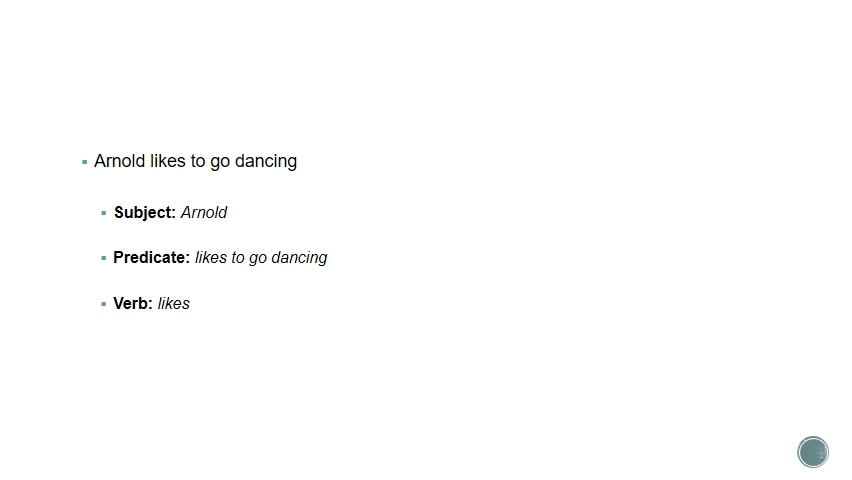 Arnold likes to go dancing
Subject: Arnold
Predicate: likes to go dancing
Verb: likes